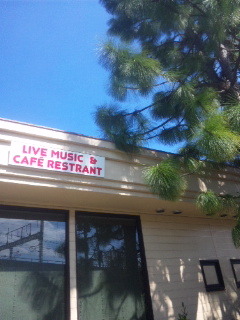 LIVE MUSIC &
CAFÉ RESTRANT